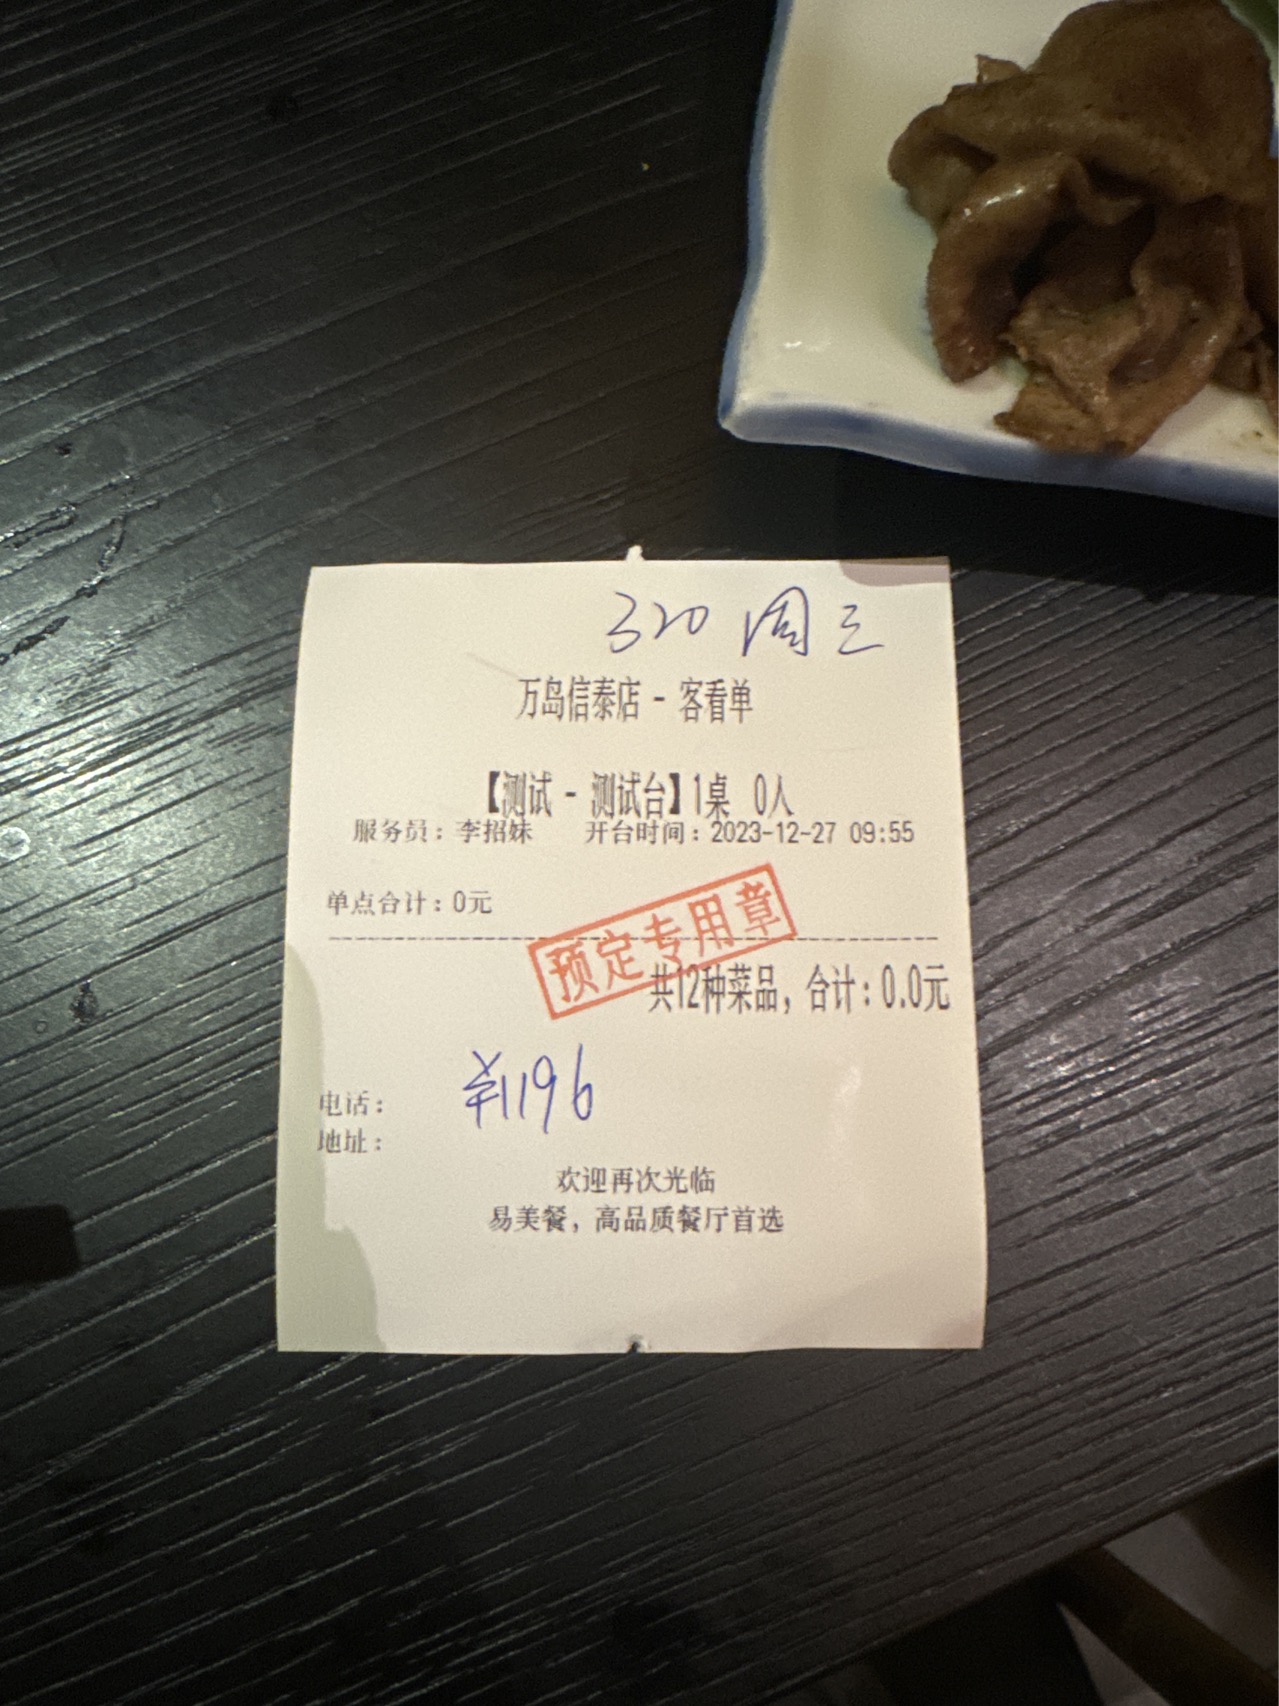 320 周三
万岛信泰店 - 客看单
【测试 - 测试台】1桌 0人
服务员：李招妹 开台时间：2023-12-27 09:55
单点合计：0元
预定专用章
共12种菜品，合计：0.0元
¥1196
电话：
地址：
欢迎再次光临
易美餐，高品质餐厅首选